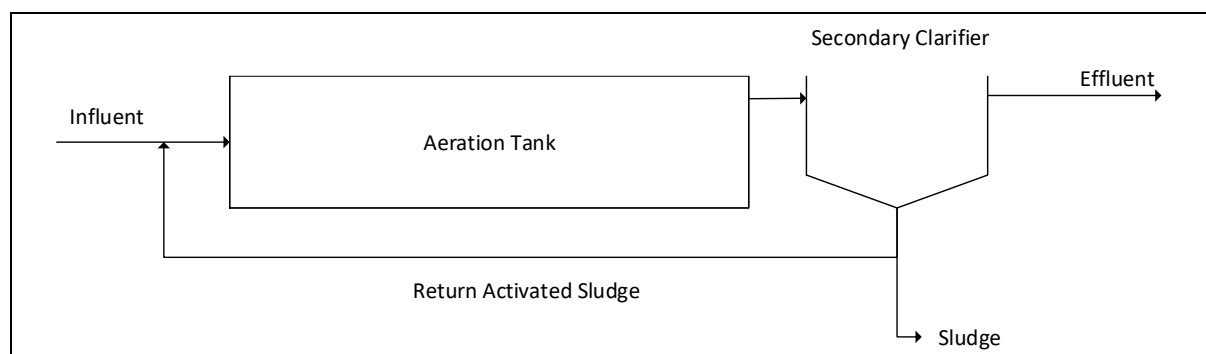 Secondary Clarifier
Effluent
Influent
Aeration Tank
Return Activated Sludge
Sludge